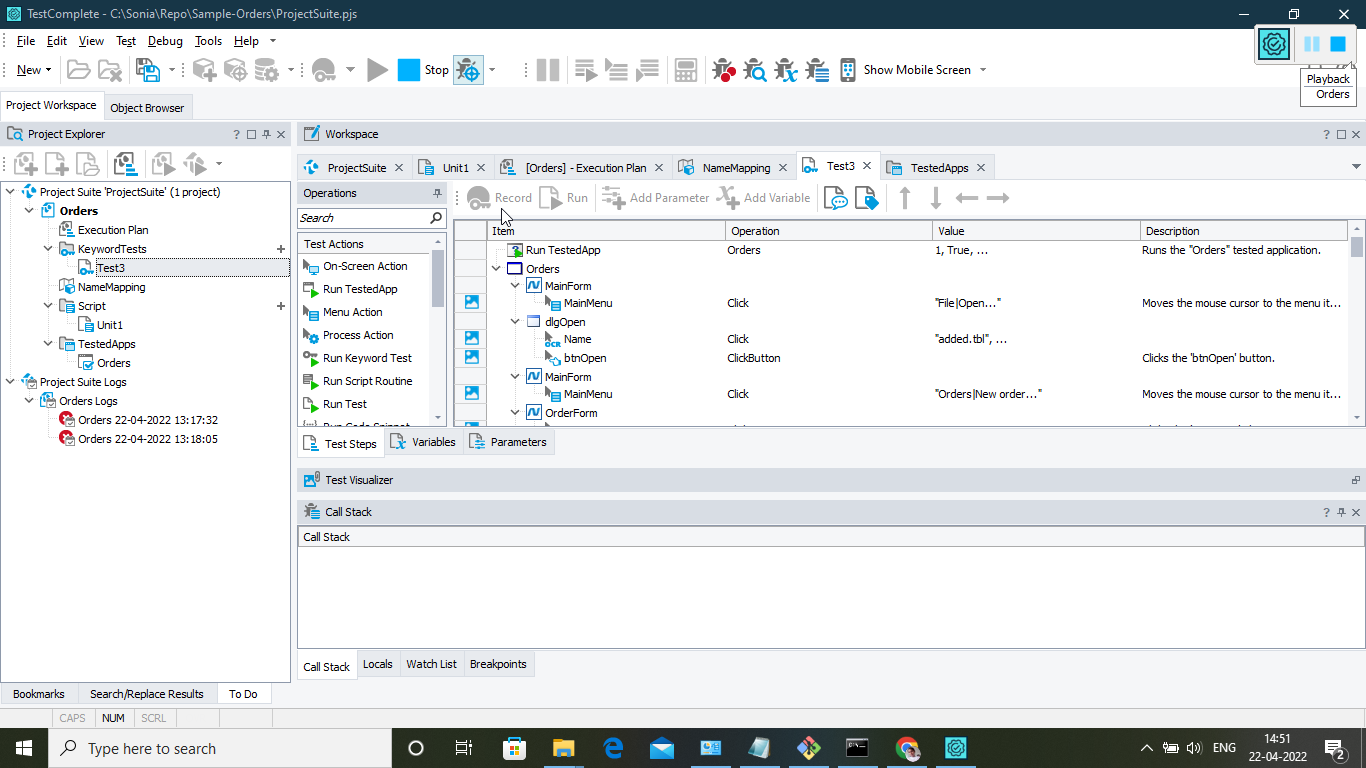 TestComplete - C:\Sonia\Repo\Sample-Orders\ProjectSuite.pjs
File Edit View Test Debug Tools Help
New Stop Show Mobile Screen
Playback
Orders
Project Workspace Object Browser
Project Explorer ?
Workspace ?
ProjectSuite Unit1 [Orders] - Execution Plan NameMapping Test3 TestedApps
Project Suite 'ProjectSuite' (1 project)
Orders
Execution Plan
KeywordTests
Test3
NameMapping
Script
Unit1
TestedApps
Orders
Project Suite Logs
Orders Logs
Orders 22-04-2022 13:17:32
Orders 22-04-2022 13:18:05
Operations
Search
Test Actions
On-Screen Action
Run TestedApp
Menu Action
Process Action
Run Keyword Test
Run Script Routine
Run Test
Record Run Add Parameter Add Variable
Item Operation Value Description
Run TestedApp Orders 1, True, ... Runs the "Orders" tested application.
Orders
MainForm
MainMenu Click "File|Open..." Moves the mouse cursor to the menu it...
dlgOpen
OCR Name Click "added.tbl", ...
btnOpen ClickButton Clicks the 'btnOpen' button.
MainForm
MainMenu Click "Orders|New order..." Moves the mouse cursor to the menu it...
OrderForm
Test Steps Variables Parameters
Test Visualizer
Call Stack ?
Call Stack
Call Stack Locals Watch List Breakpoints
Bookmarks Search/Replace Results To Do
CAPS NUM SCRL
Type here to search
ENG
14:51
22-04-2022
2